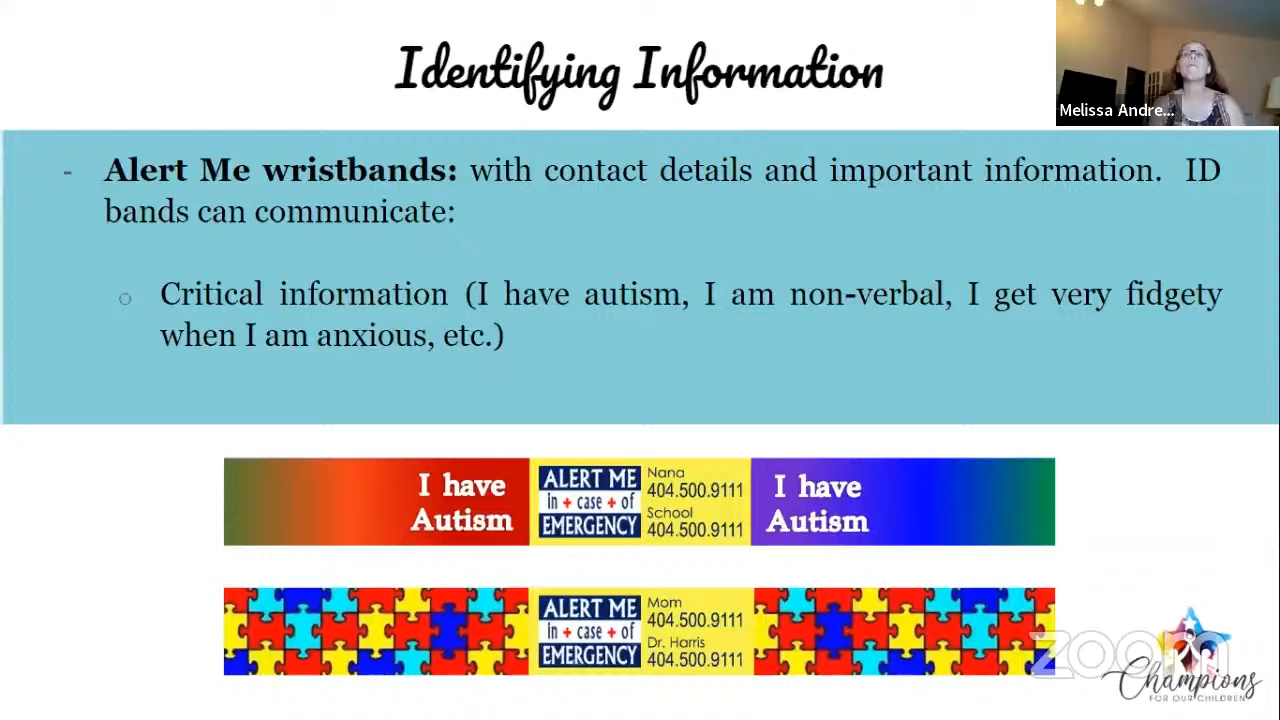 Identifying Information
Melissa Andre...
- Alert Me wristbands: with contact details and important information. ID
bands can communicate:
○ Critical information (I have autism, I am non-verbal, I get very fidgety
when I am anxious, etc.)
I have
Autism
ALERT ME
in + case + of
EMERGENCY
Nana
404.500.9111
School
404.500.9111
I have
Autism
ALERT ME
in + case + of
EMERGENCY
Mom
404.500.9111
Dr. Harris
404.500.9111
zoom
Champions
FOR OUR CHILDREN